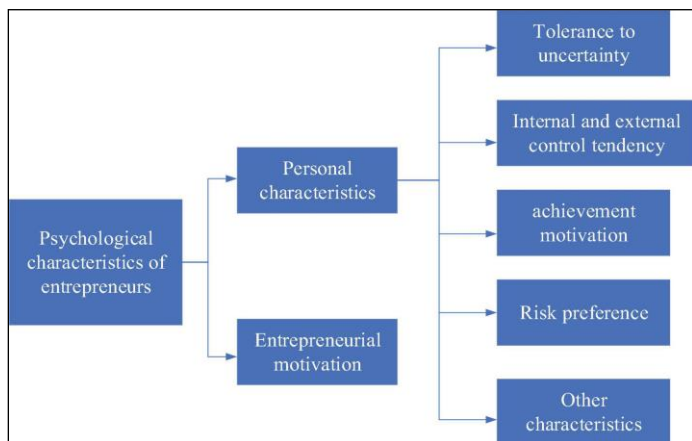 Psychological
characteristics of
entrepreneurs
Personal
characteristics
Entrepreneurial
motivation
Tolerance to
uncertainty
Internal and external
control tendency
achievement
motivation
Risk preference
Other
characteristics